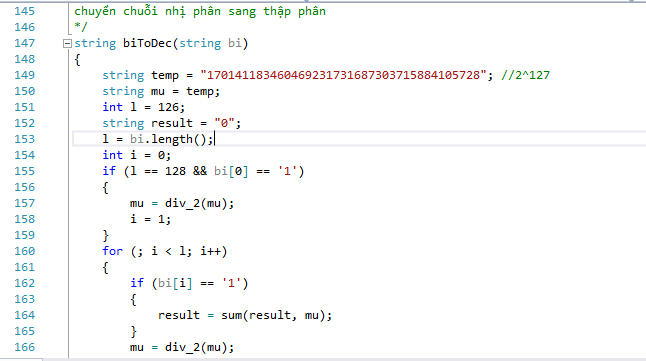 145 chuyển chuỗi nhị phân sang thập phân
146 */
147 string biToDec(string bi)
148 {
149 string temp = "170141183460469231731687303715884105728"; //2^127
150 string mu = temp;
151 int l = 126;
152 string result = "0";
153 l = bi.length();
154 int i = 0;
155 if (l == 128 && bi[0] == '1')
156 {
157 mu = div_2(mu);
158 i = 1;
159 }
160 for (; i < l; i++)
161 {
162 if (bi[i] == '1')
163 {
164 result = sum(result, mu);
165 }
166 mu = div_2(mu);